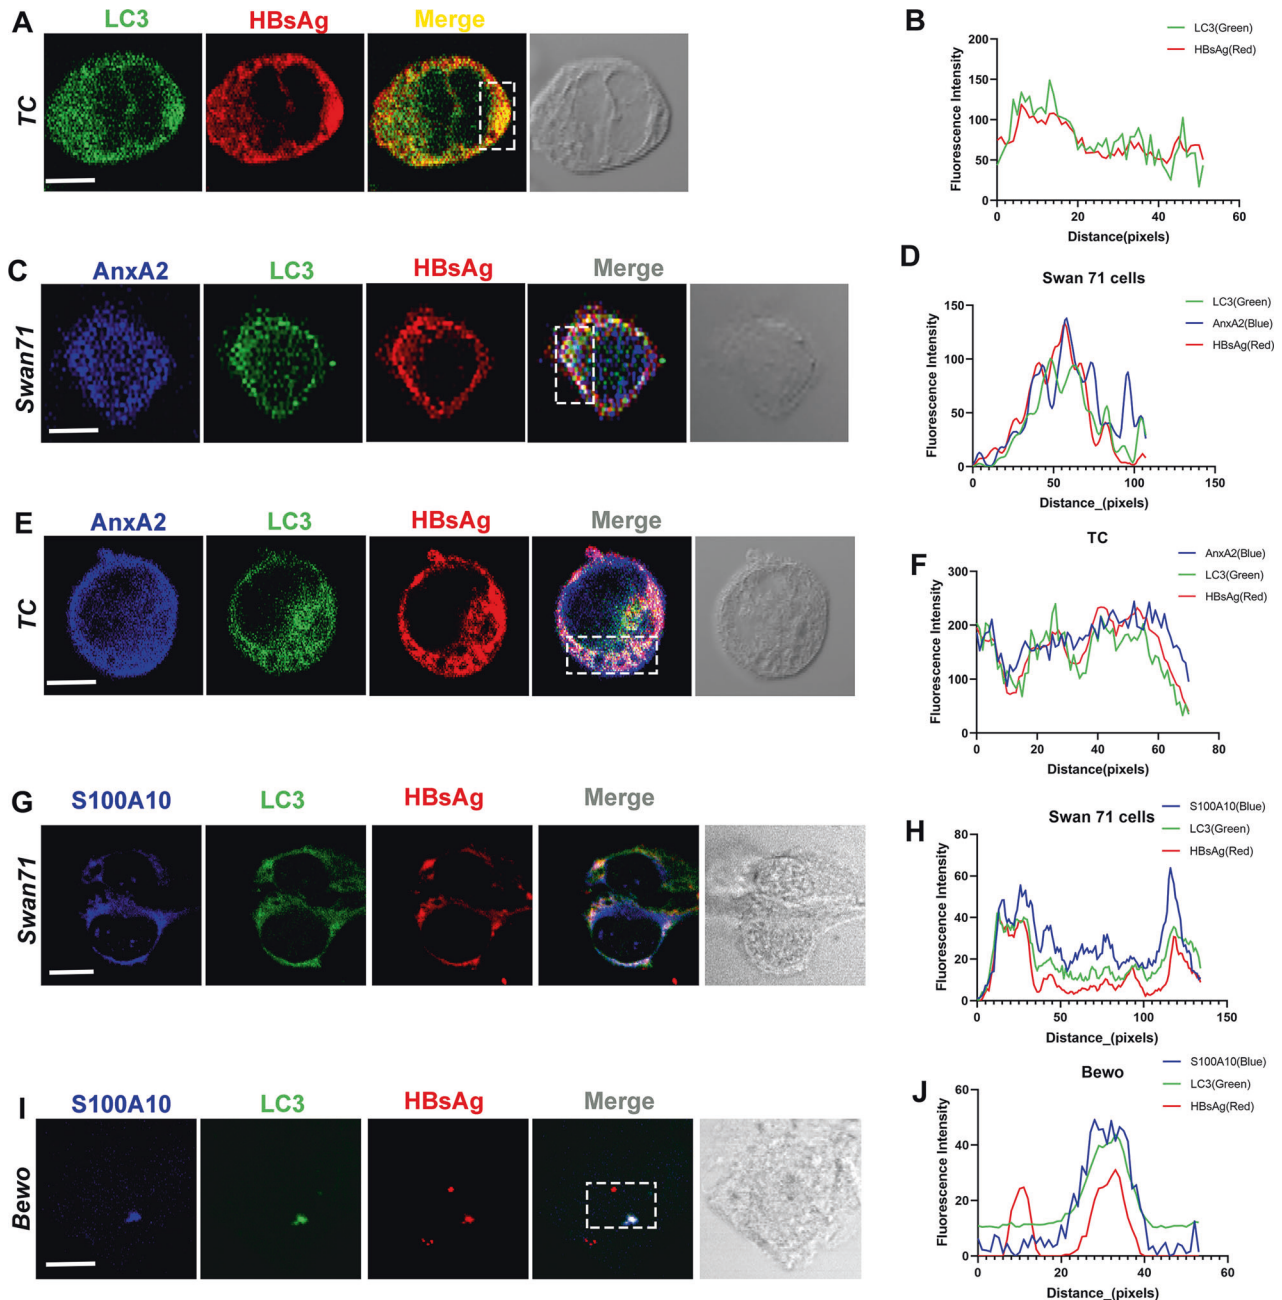 A
LC3
HBsAg
Merge
TC
B
LC3(Green)
HBsAg(Red)
Fluorescence Intensity
200
150
100
50
0
0
20
40
60
Distance(pixels)
C
AnxA2
LC3
HBsAg
Merge
Swan71
D
Swan 71 cells
LC3(Green)
AnxA2(Blue)
HBsAg(Red)
Fluorescence Intensity
150
100
50
0
0
50
100
150
Distance_(pixels)
E
AnxA2
LC3
HBsAg
Merge
TC
F
TC
AnxA2(Blue)
LC3(Green)
HBsAg(Red)
Fluorescence Intensity
300
200
100
0
0
20
40
60
80
Distance(pixels)
G
S100A10
LC3
HBsAg
Merge
Swan71
H
Swan 71 cells
S100A10(Blue)
LC3(Green)
HBsAg(Red)
Fluorescence Intensity
80
60
40
20
0
0
50
100
150
Distance_(pixels)
I
S100A10
LC3
HBsAg
Merge
Bewo
J
Bewo
S100A10(Blue)
LC3(Green)
HBsAg(Red)
Fluorescence Intensity
60
40
20
0
0
20
40
60
Distance_(pixels)